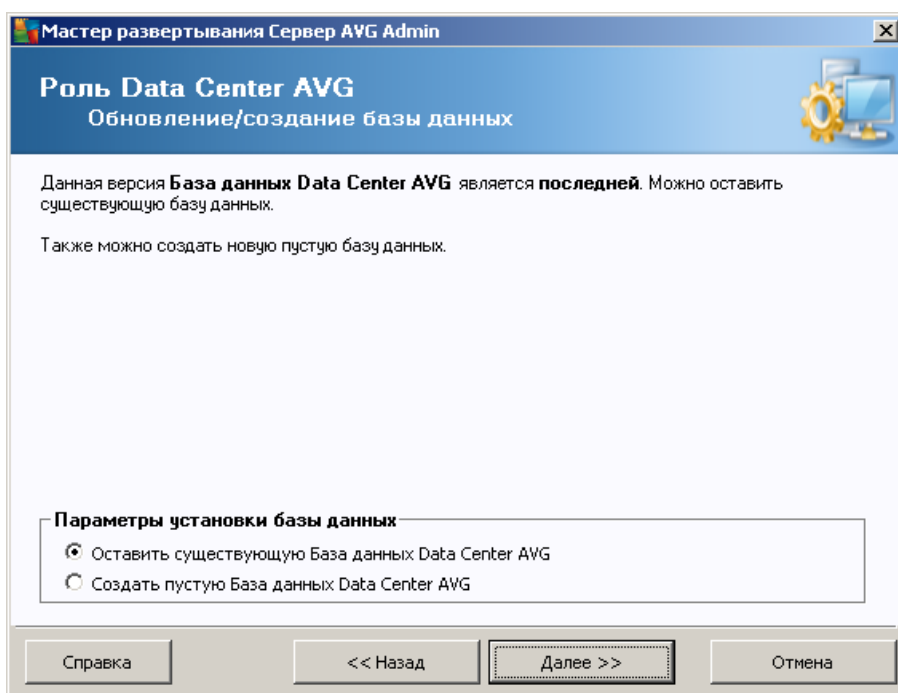 Мастер развертывания Сервер AVG Admin
Роль Data Center AVG
Обновление/создание базы данных
Данная версия База данных Data Center AVG является последней. Можно оставить
существующую базу данных.
Также можно создать новую пустую базу данных.
Параметры установки базы данных
Оставить существующую База данных Data Center AVG
Создать пустую База данных Data Center AVG
Справка
<< Назад
Далее >>
Отмена